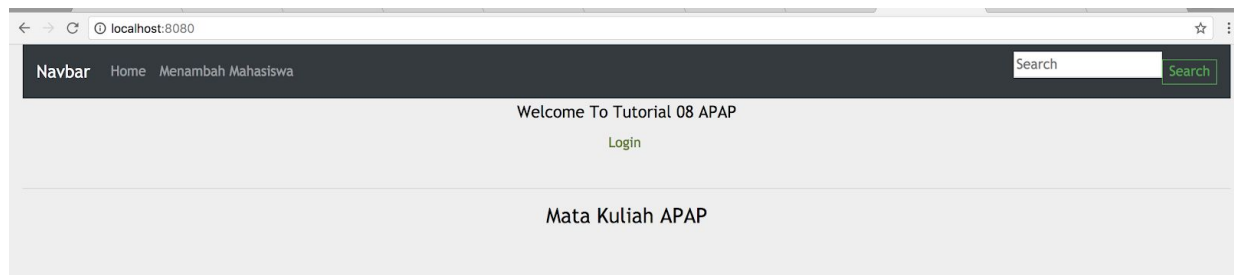 localhost:8080
Navbar Home Menambah Mahasiswa Search Search
Welcome To Tutorial 08 APAP
Login
Mata Kuliah APAP